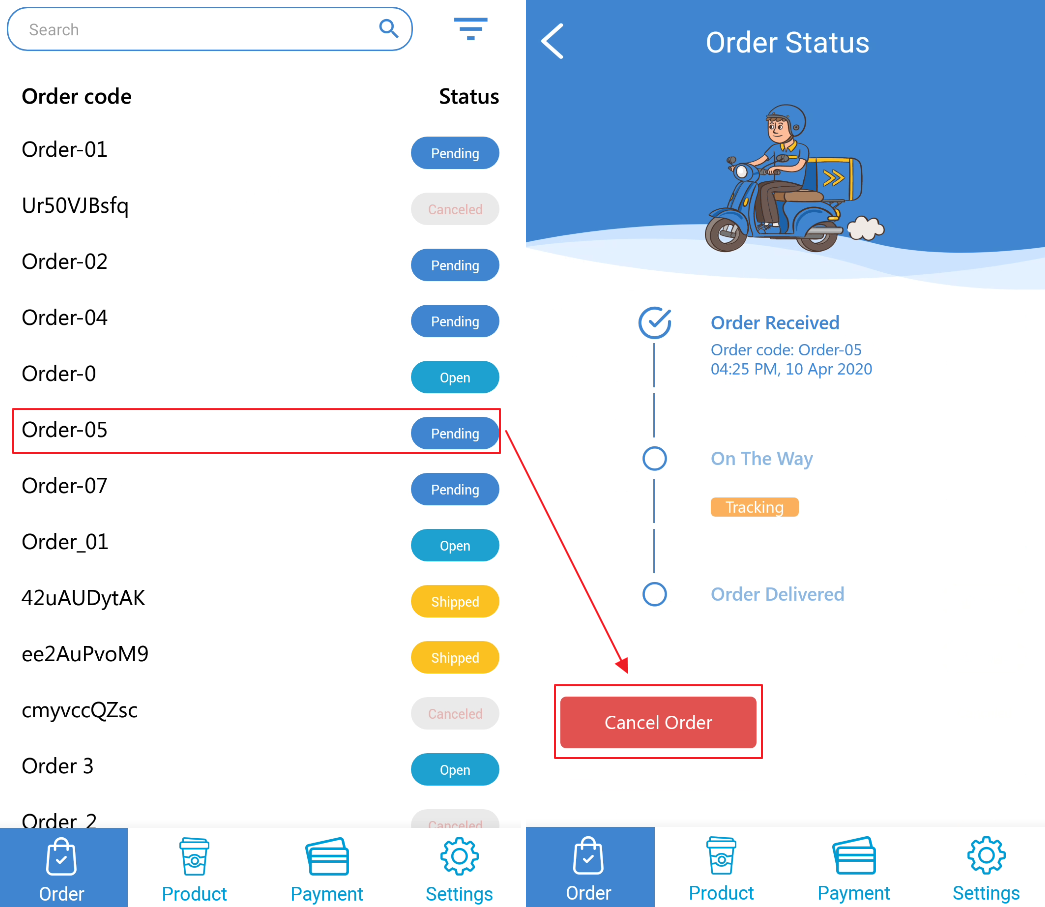 Search
Order code Status
Order-01 Pending
Ur50VJBsfq Canceled
Order-02 Pending
Order-04 Pending
Order-0 Open
Order-05 Pending
Order-07 Pending
Order_01 Open
42uAUDytAK Shipped
ee2AuPvoM9 Shipped
cmyvccQZsc Canceled
Order 3 Open
Order_2 Canceled
Order Product Payment Settings
Order Status
Order Received
Order code: Order-05
04:25 PM, 10 Apr 2020
On The Way
Tracking
Order Delivered
Cancel Order
Order Product Payment Settings